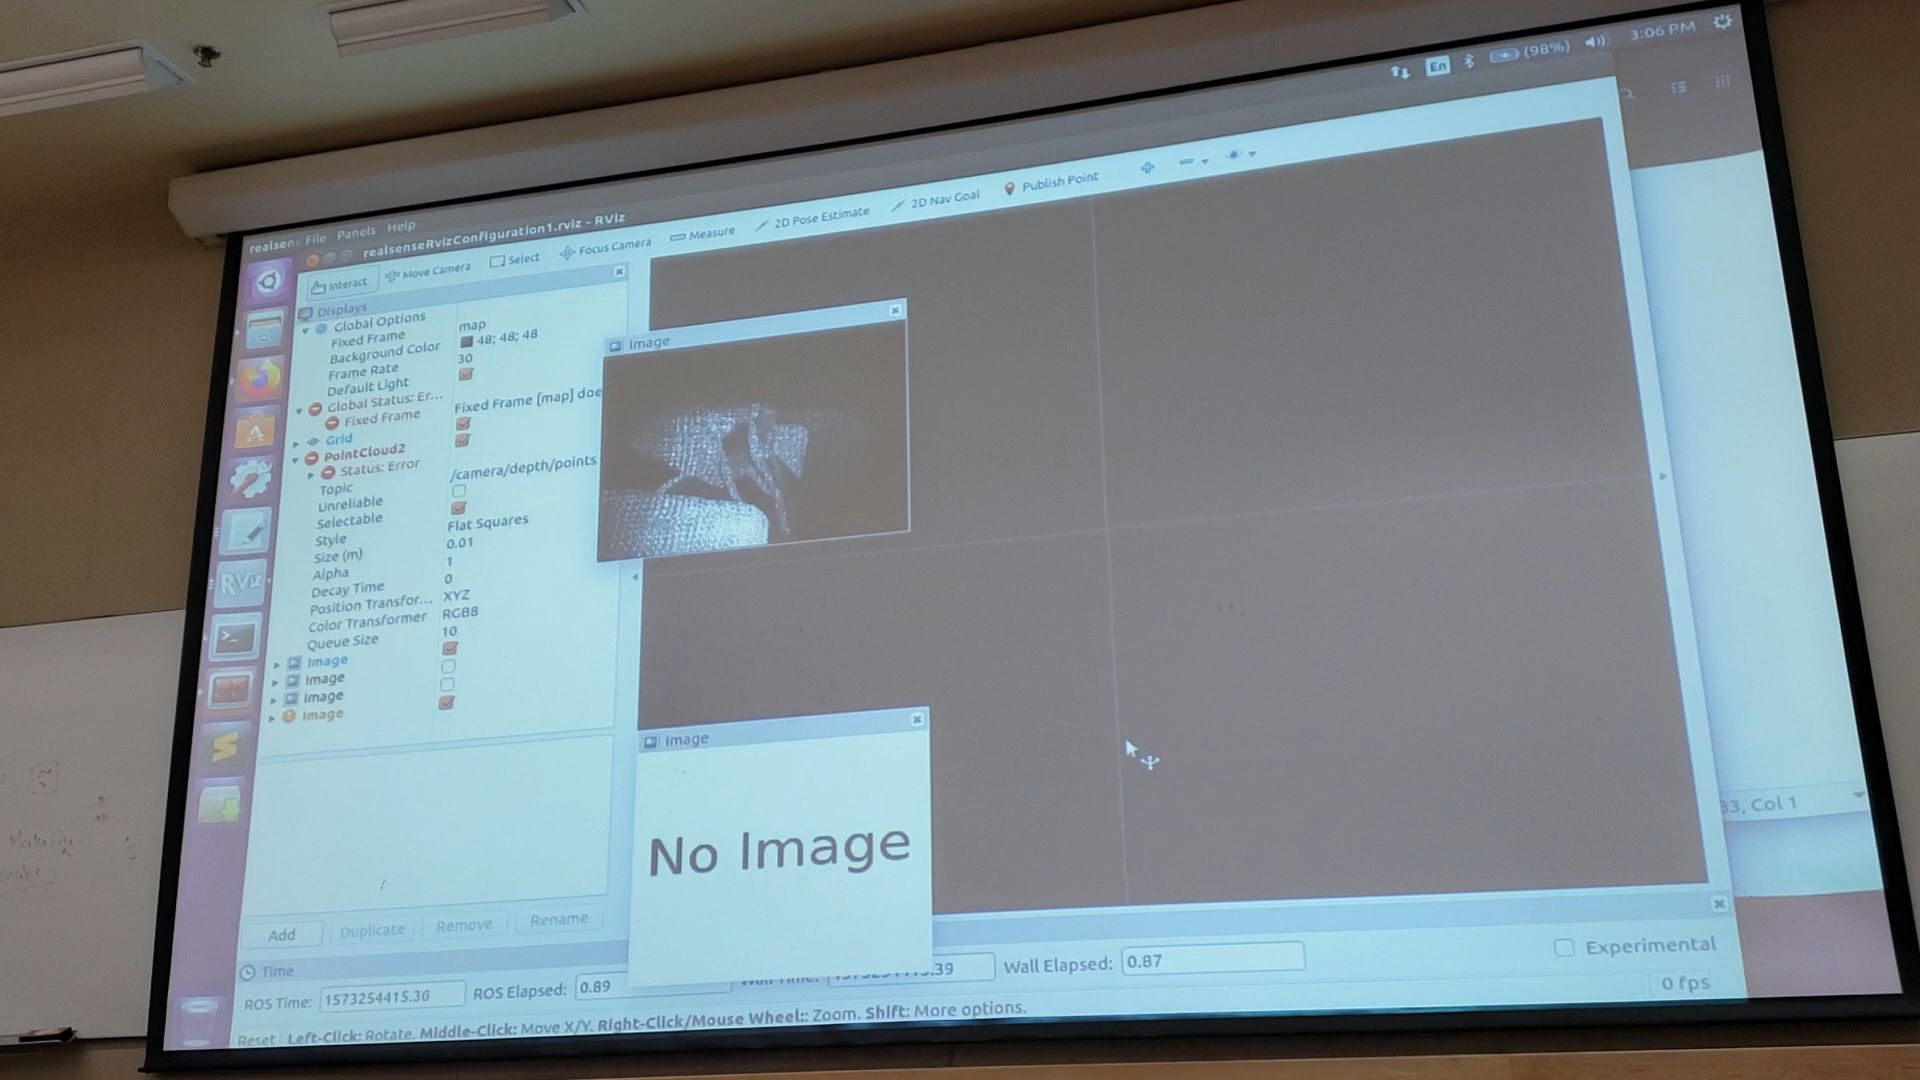 En (98%) 3:06 PM
realsen File Panels Help
realsenseRvizConfiguration1.rviz - RViz
Interact Move Camera Select Focus Camera Measure 2D Pose Estimate 2D Nav Goal Publish Point
Displays
Global Options
Fixed Frame map
Background Color 48; 48; 48
Frame Rate 30
Default Light
Global Status: Er...
Fixed Frame Fixed Frame [map] doe
Grid
PointCloud2
Status: Error
Topic /camera/depth/points
Unreliable
Selectable
Style Flat Squares
Size (m) 0.01
Alpha 1
Decay Time 0
Position Transfor... XYZ
Color Transformer RGB8
Queue Size 10
Image
Image
Image
Image
Image
RViz
Image
No Image
33, Col 1
Add Duplicate Remove Rename
Time
Experimental
ROS Time: 1573254415.30 ROS Elapsed: 0.89 .39 Wall Elapsed: 0.87
0 fps
Reset Left-Click: Rotate. Middle-Click: Move X/Y. Right-Click/Mouse Wheel:: Zoom. Shift: More options.